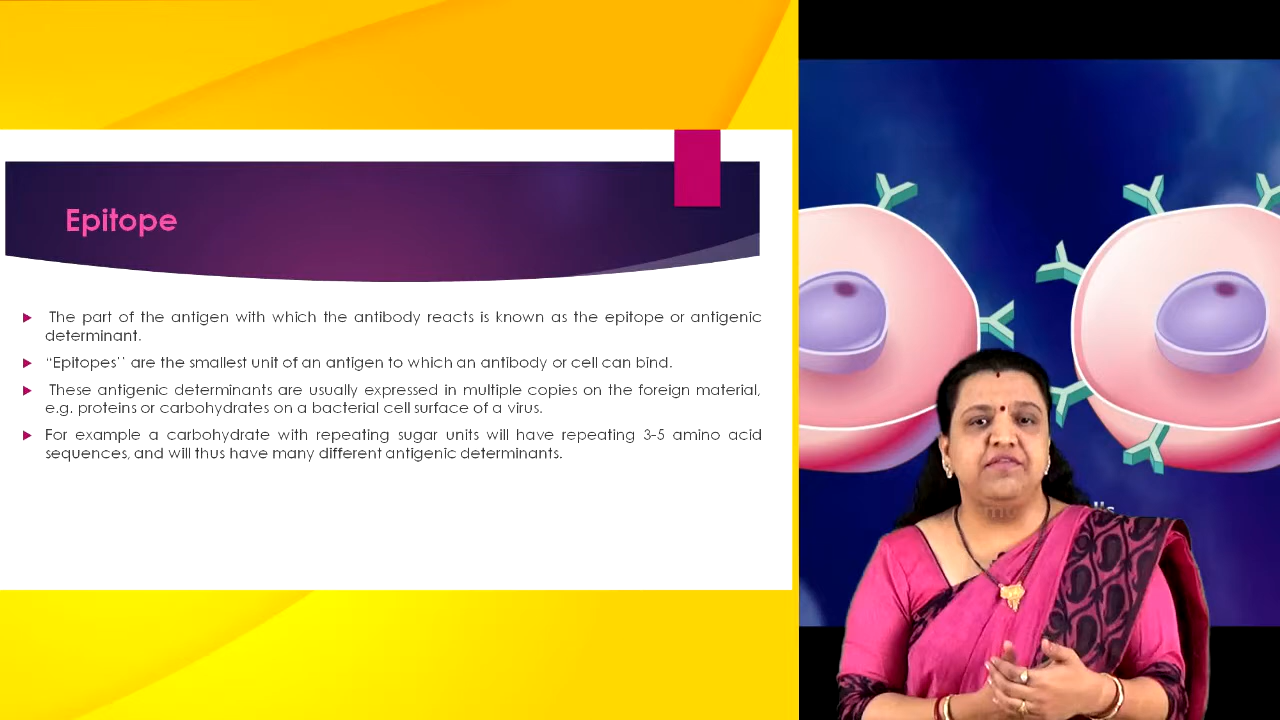 Epitope
The part of the antigen with which the antibody reacts is known as the epitope or antigenic
determinant.
“Epitopes’’ are the smallest unit of an antigen to which an antibody or cell can bind.
These antigenic determinants are usually expressed in multiple copies on the foreign material,
e.g. proteins or carbohydrates on a bacterial cell surface of a virus.
For example a carbohydrate with repeating sugar units will have repeating 3-5 amino acid
sequences, and will thus have many different antigenic determinants.